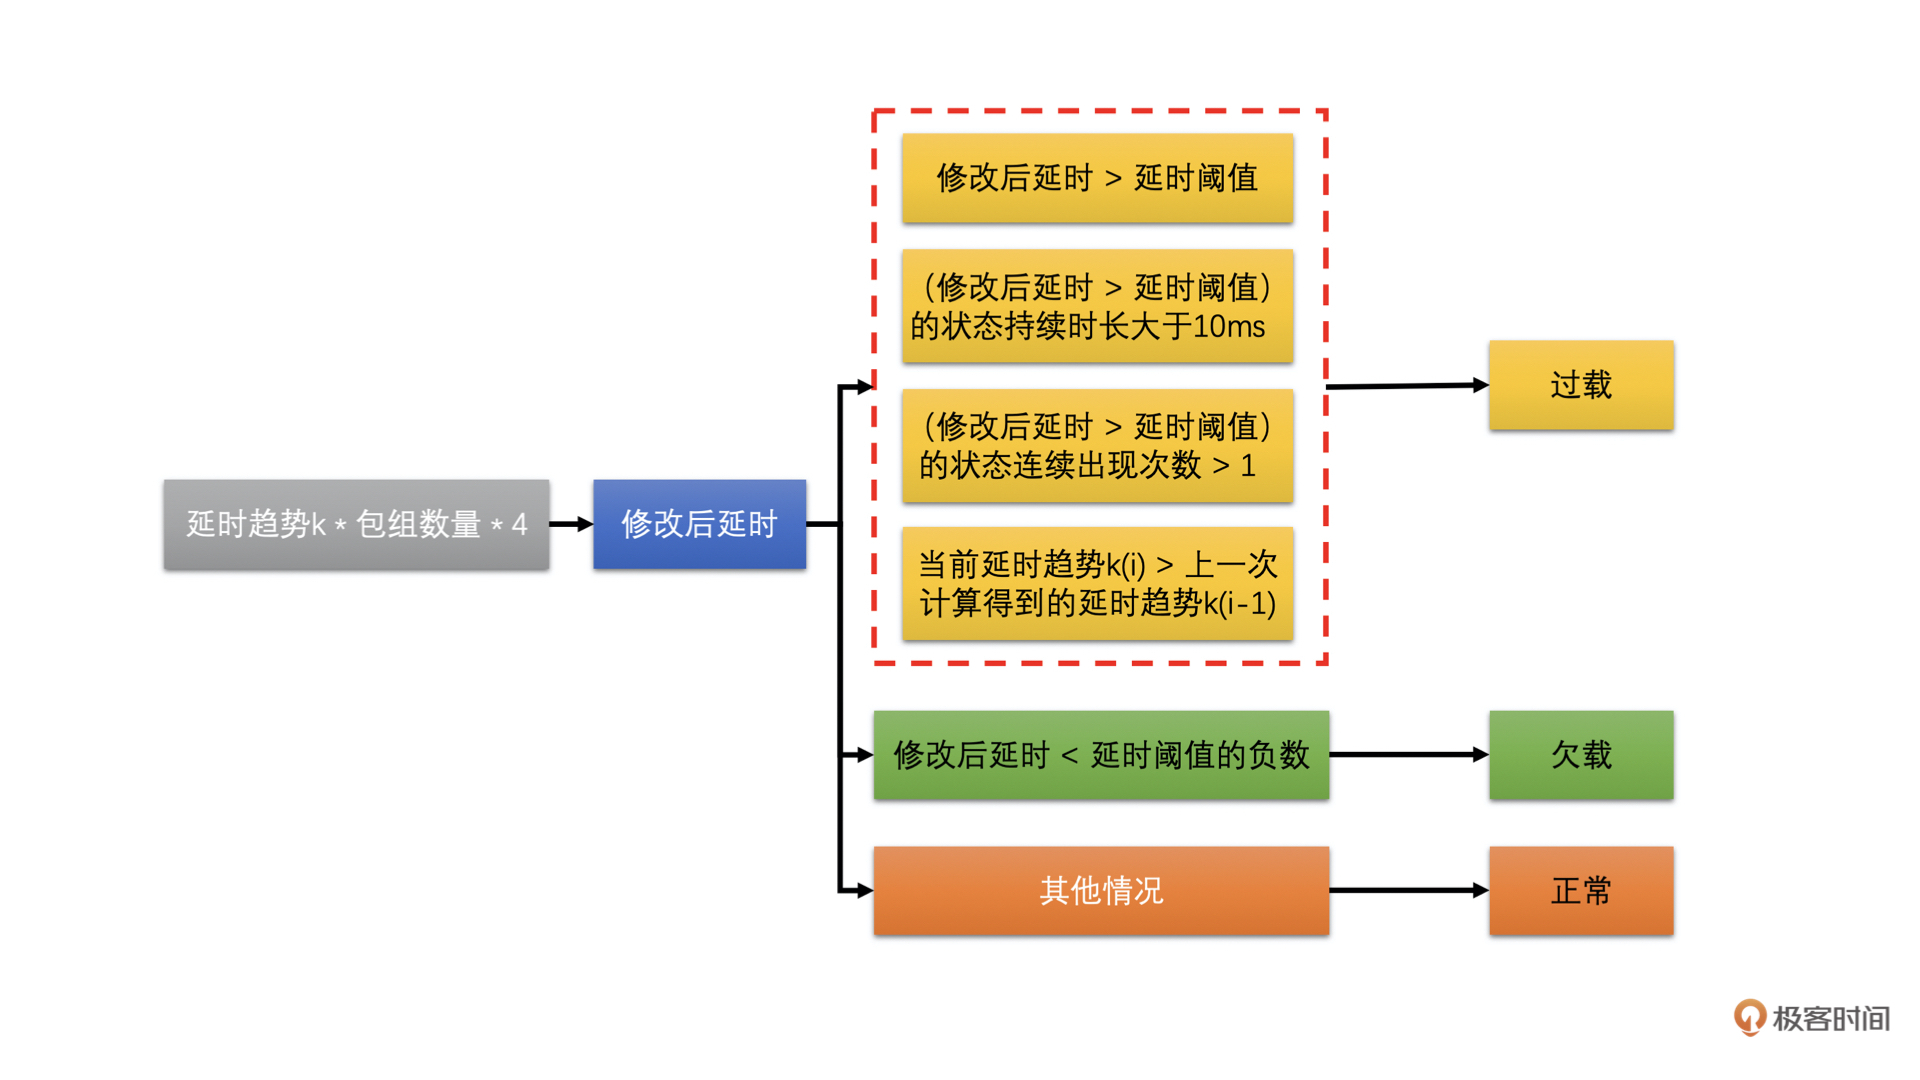 延时趋势k * 包组数量 * 4
修改后延时
修改后延时 > 延时阈值
（修改后延时 > 延时阈值）
的状态持续时长大于10ms
（修改后延时 > 延时阈值）
的状态连续出现次数 > 1
当前延时趋势k(i) > 上一次
计算得到的延时趋势k(i-1)
过载
修改后延时 < 延时阈值的负数
欠载
其他情况
正常
极客时间